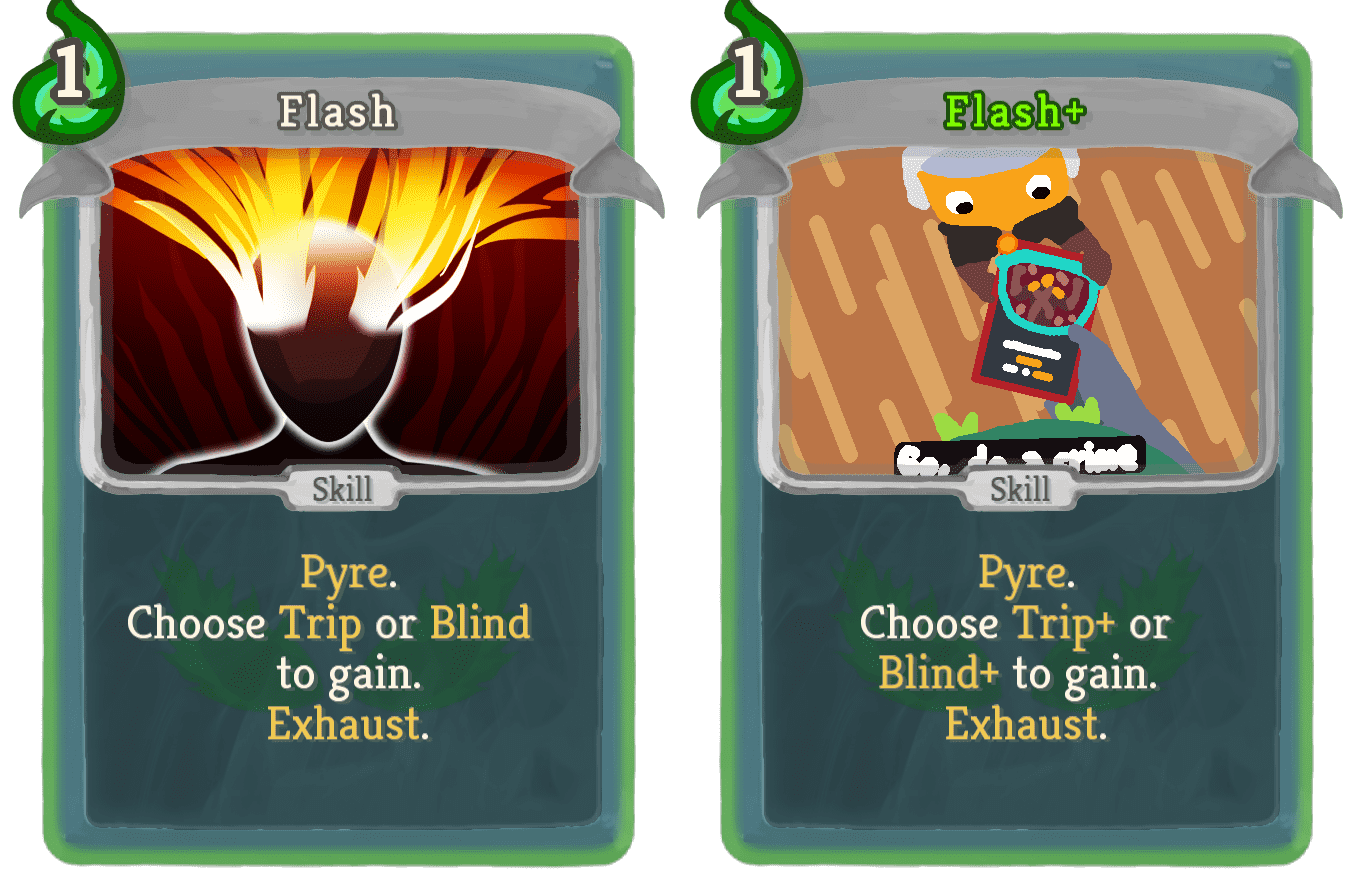 1
Flash
Skill
Pyre.
Choose Trip or Blind
to gain.
Exhaust.
1
Flash+
Skill
Pyre.
Choose Trip+ or
Blind+ to gain.
Exhaust.